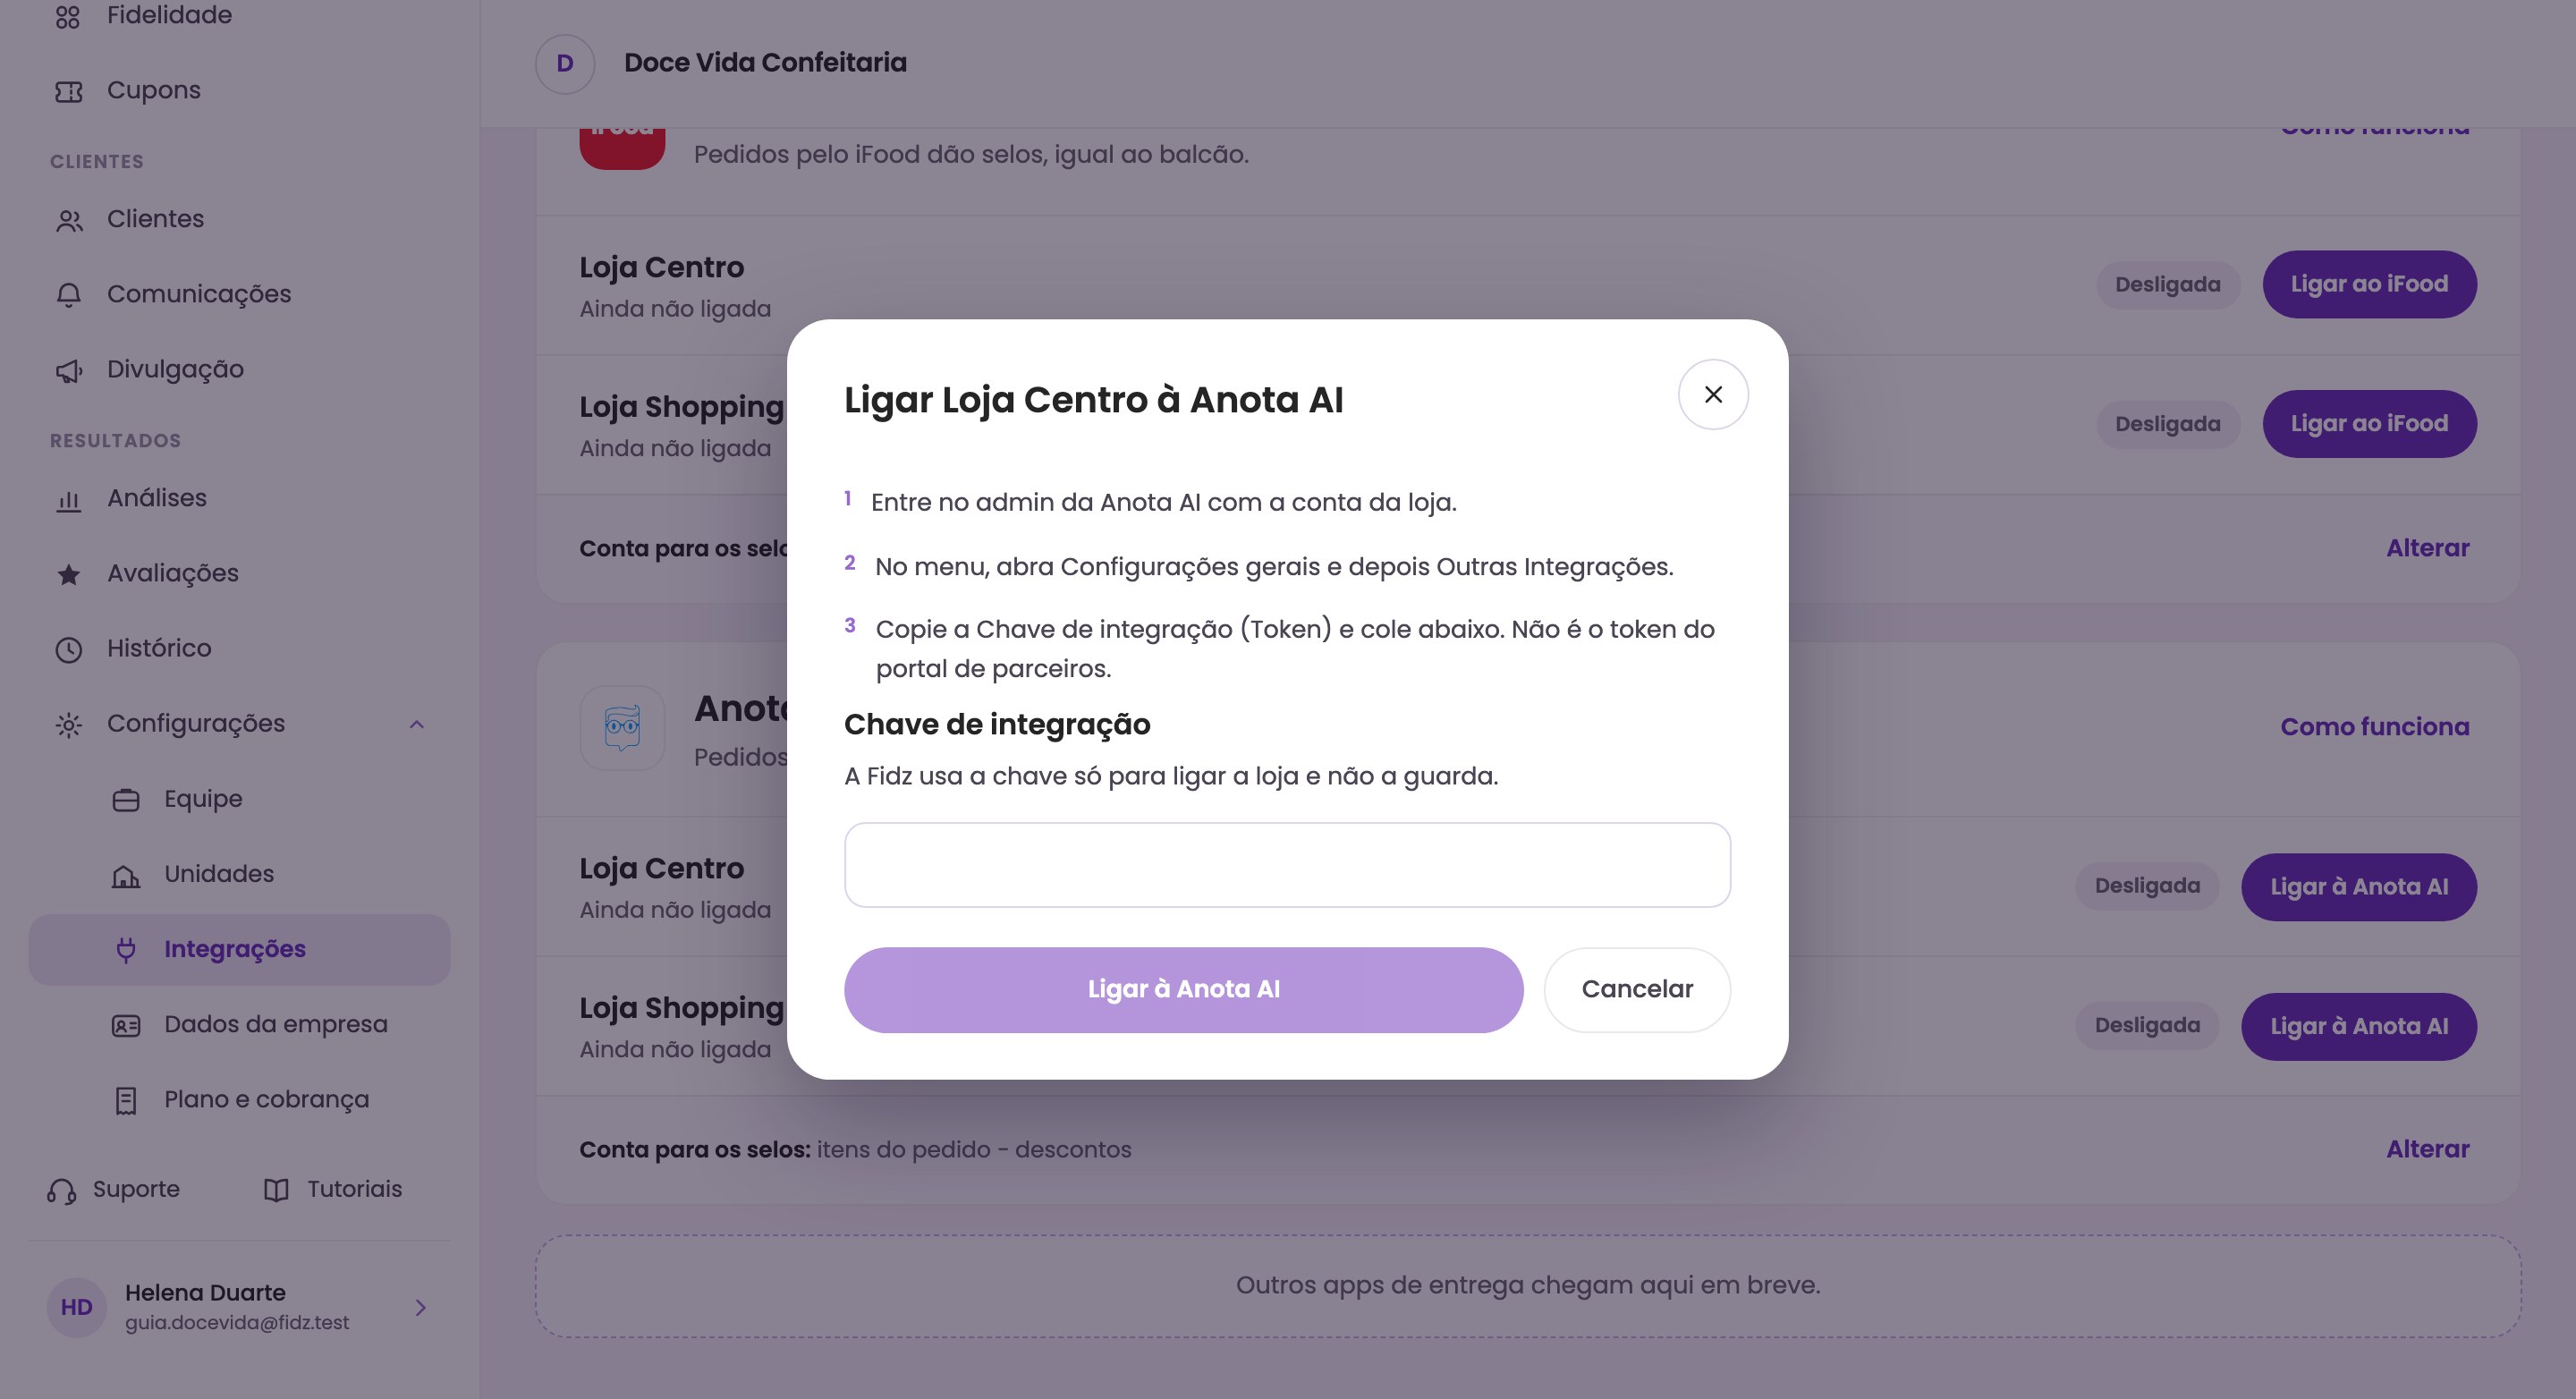 Fidelidade
Cupons
CLIENTES
Clientes
Comunicações
Divulgação
RESULTADOS
Análises
Avaliações
Histórico
Configurações
Equipe
Unidades
Integrações
Dados da empresa
Plano e cobrança
Suporte
Tutoriais
HD
Helena Duarte
guia.docevida@fidz.test
D
Doce Vida Confeitaria
iFood
Como funciona
Pedidos pelo iFood dão selos, igual ao balcão.
Loja Centro
Ainda não ligada
Desligada
Ligar ao iFood
Loja Shopping
Ainda não ligada
Desligada
Ligar ao iFood
Conta para os
Alterar
Pedidos
Como funciona
Loja Centro
Ainda não ligada
Desligada
Ligar à Anota AI
Loja Shopping
Ainda não ligada
Desligada
Ligar à Anota AI
Conta para os selos: itens do pedido - descontos
Alterar
Outros apps de entrega chegam aqui em breve.
Ligar Loja Centro à Anota AI
1 Entre no admin da Anota AI com a conta da loja.
2 No menu, abra Configurações gerais e depois Outras Integrações.
3 Copie a Chave de integração (Token) e cole abaixo. Não é o token do
portal de parceiros.
Chave de integração
A Fidz usa a chave só para ligar a loja e não a guarda.
Ligar à Anota AI
Cancelar